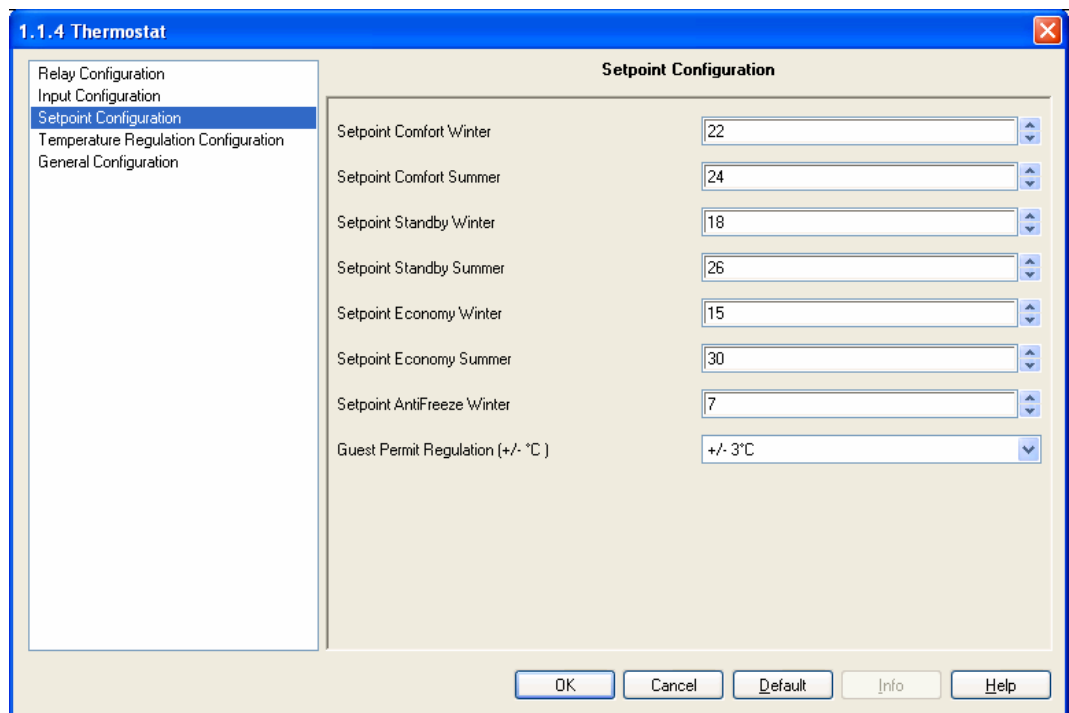 1.1.4 Thermostat
Relay Configuration
Input Configuration
Setpoint Configuration
Temperature Regulation Configuration
General Configuration
Setpoint Configuration
Setpoint Comfort Winter 22
Setpoint Comfort Summer 24
Setpoint Standby Winter 18
Setpoint Standby Summer 26
Setpoint Economy Winter 15
Setpoint Economy Summer 30
Setpoint AntiFreeze Winter 7
Guest Permit Regulation (+/- °C ) +/- 3°C
OK Cancel Default Info Help